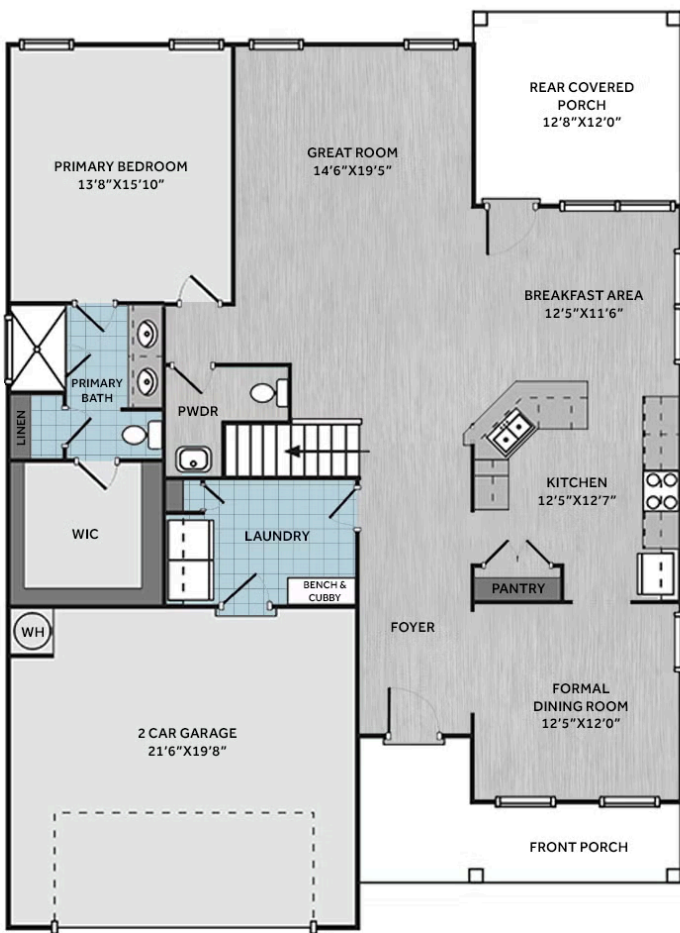 REAR COVERED
PORCH
12'8"X12'0"
GREAT ROOM
14'6"X19'5"
PRIMARY BEDROOM
13'8"X15'10"
BREAKFAST AREA
12'5"X11'6"
PRIMARY
BATH
LINEN
PWDR
KITCHEN
12'5"X12'7"
WIC
LAUNDRY
BENCH &
CUBBY
PANTRY
WH
FOYER
FORMAL
DINING ROOM
12'5"X12'0"
2 CAR GARAGE
21'6"X19'8"
FRONT PORCH